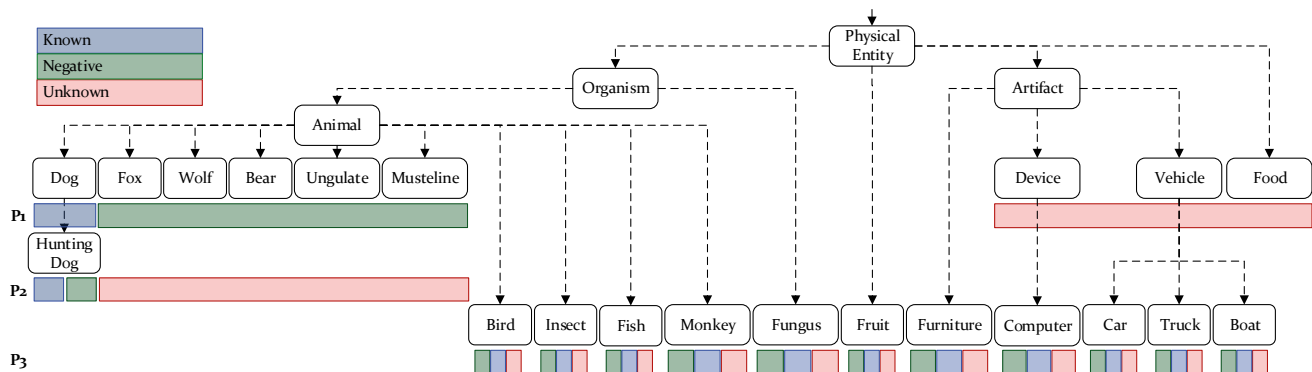 Known
Negative
Unknown
Physical
Entity
Organism
Artifact
Animal
Dog
Fox
Wolf
Bear
Ungulate
Musteline
Device
Vehicle
Food
P1
Hunting
Dog
P2
Bird
Insect
Fish
Monkey
Fungus
Fruit
Furniture
Computer
Car
Truck
Boat
P3